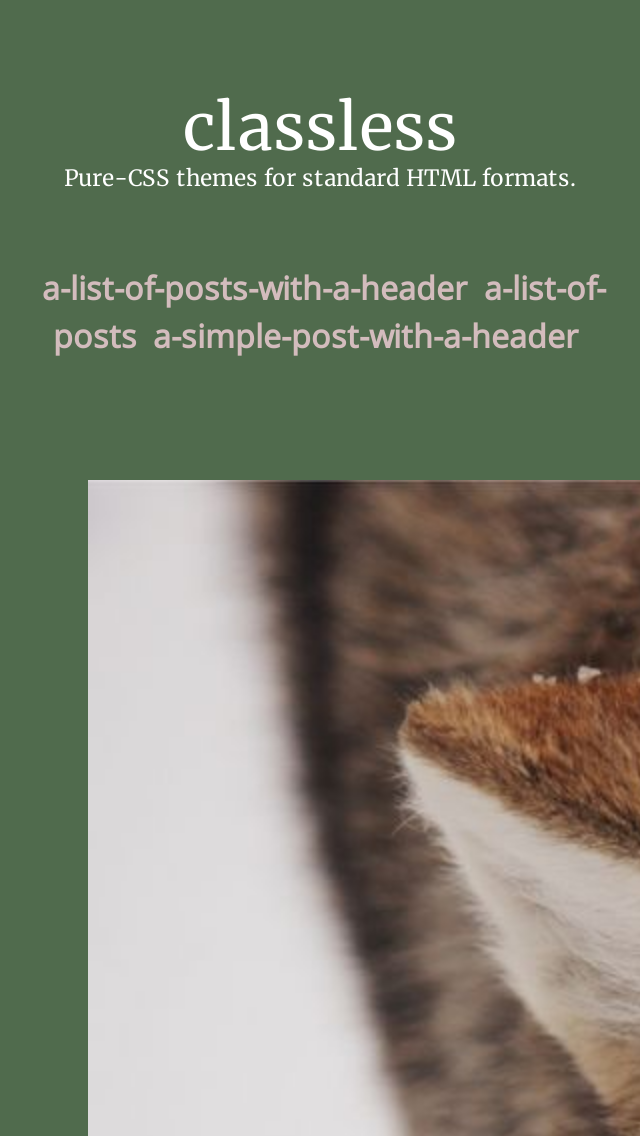 classless
Pure-CSS themes for standard HTML formats.
a-list-of-posts-with-a-header a-list-of-
posts a-simple-post-with-a-header